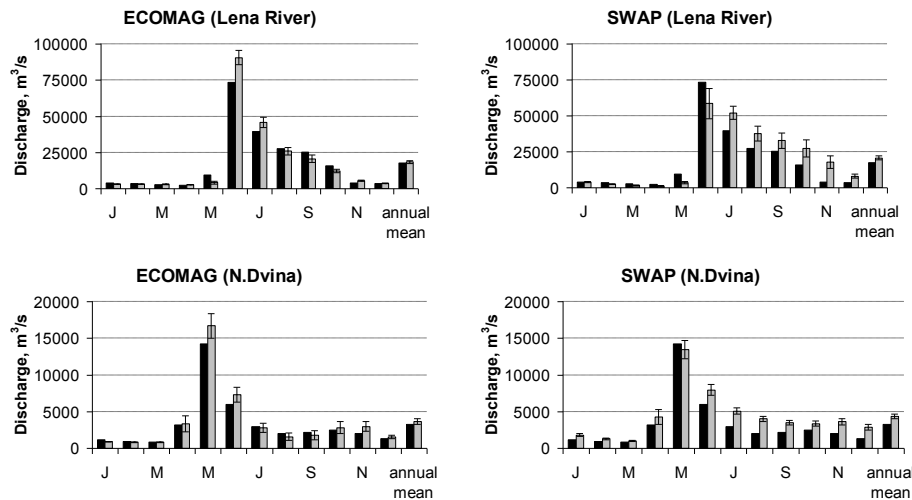 ECOMAG (Lena River)
Discharge, m³/s
100000
75000
50000
25000
0
J M M J S N annual
mean
SWAP (Lena River)
Discharge, m³/s
100000
75000
50000
25000
0
J M M J S N annual
mean
ECOMAG (N.Dvina)
Discharge, m³/s
20000
15000
10000
5000
0
J M M J S N annual
mean
SWAP (N.Dvina)
Discharge, m³/s
20000
15000
10000
5000
0
J M M J S N annual
mean